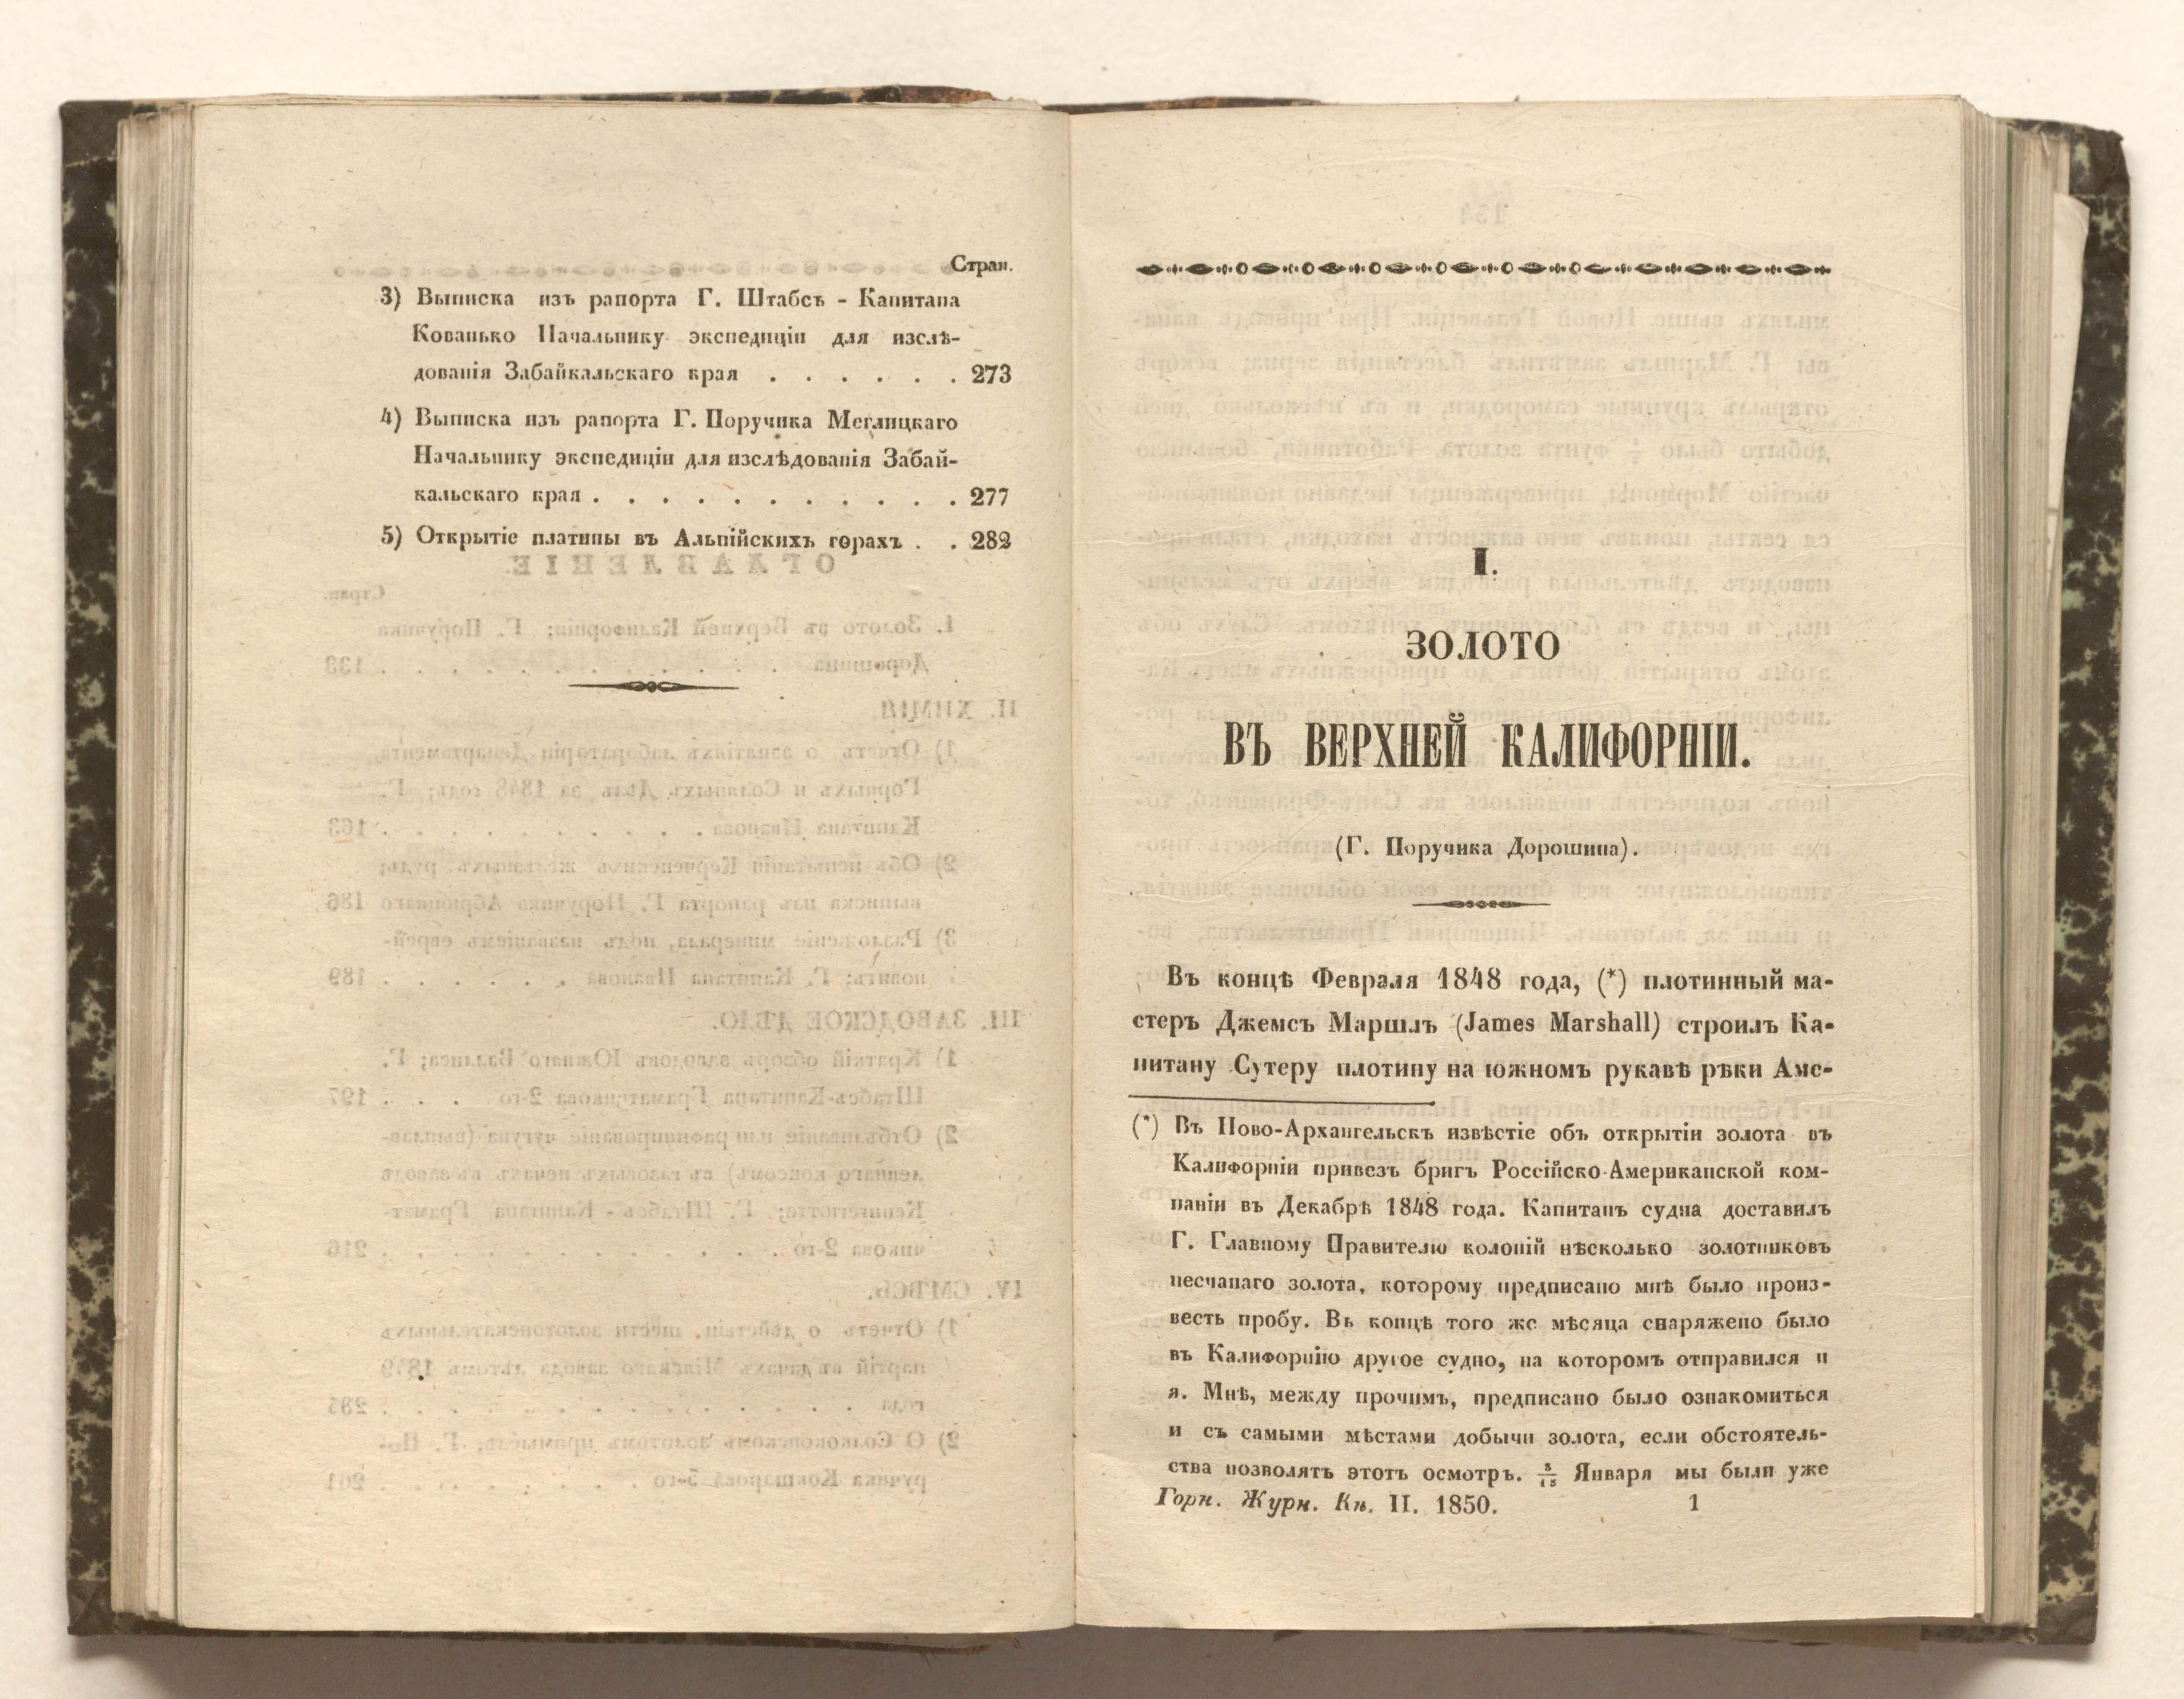 Стран.
3) Выписка изъ рапорта Г. Штабсъ - Капитана
Кованько Начальнику экспедиціи для изслѣ-
дованія Забайкальскаго края . . . . . . 273
4) Выписка изъ рапорта Г. Поручика Меглицкаго
Начальнику экспедиціи для изслѣдованія Забай-
кальскаго края . . . . . . . . . . . 277
5) Открытіе платины въ Альпійскихъ горахъ . . 282
I.
ЗОЛОТО
ВЪ ВЕРХНЕЙ КАЛИФОРНІИ.
(Г. Поручика Дорошина).
Въ концѣ Февраля 1848 года, (*) плотинный ма-
стеръ Джемсъ Маршлъ (James Marshall) строилъ Ка-
питану Сутеру плотину на южномъ рукавѣ рѣки Аме-
(*) Въ Ново-Архангельскъ извѣстіе объ открытіи золота въ
Калифорніи привезъ бригъ Россійско-Американской ком-
паніи въ Декабрѣ 1848 года. Капитанъ судна доставилъ
Г. Главному Правителю колоній нѣсколько золотниковъ
песчанаго золота, которому предписано мнѣ было произ-
весть пробу. Въ концѣ того же мѣсяца снаряжено было
въ Калифорнію другое судно, на которомъ отправился и
я. Мнѣ, между прочимъ, предписано было ознакомиться
и съ самыми мѣстами добычи золота, если обстоятель-
ства позволятъ этотъ осмотръ. 3/15 Января мы были уже
Горн. Журн. Кн. II. 1850. 1